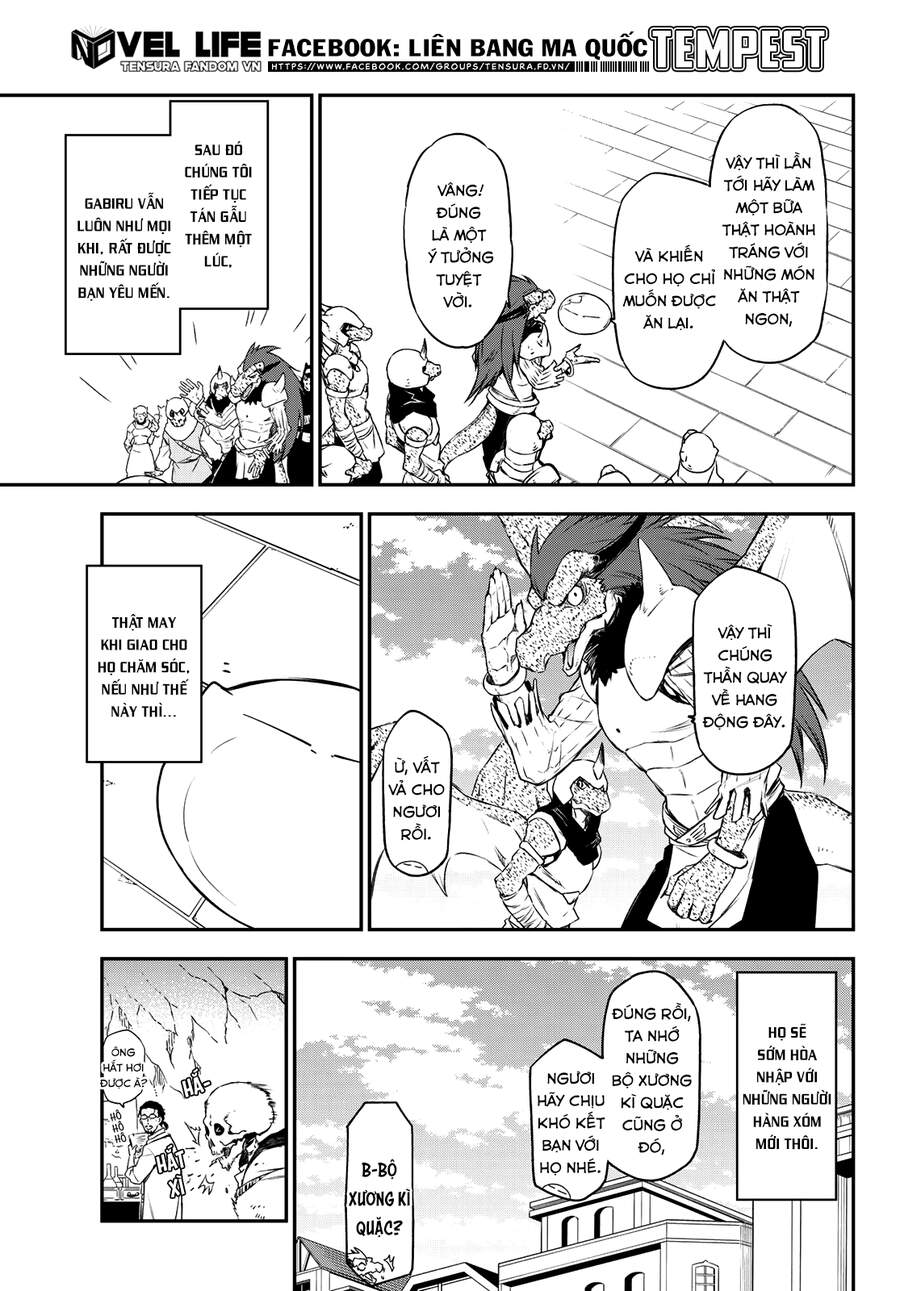 NOVEL LIFE
TENSURA FANDOM VN
FACEBOOK: LIÊN BANG MA QUỐC
HTTPS://WWW.FACEBOOK.COM/GROUPS/TENSURA.FD.VN/
TEMPEST
VẬY THÌ LẦN
TỚI HÃY LÀM
MỘT BỮA
THẬT HOÀNH
TRÁNG VỚI
NHỮNG MÓN
ĂN THẬT
NGON,
VÀ KHIẾN
CHO HỌ CHỈ
MUỐN ĐƯỢC
ĂN LẠI.
VÂNG!
ĐÚNG
LÀ MỘT
Ý TƯỞNG
TUYỆT
VỜI.
SAU ĐÓ
CHÚNG TÔI
TIẾP TỤC
TÁN GẪU
THÊM MỘT
LÚC,
GABIRU VẪN
LUÔN NHƯ MỌI
KHI, RẤT ĐƯỢC
NHỮNG NGƯỜI
BẠN YÊU MẾN.
VẬY THÌ
CHÚNG
THẦN QUAY
VỀ HANG
ĐỘNG ĐÂY.
Ừ, VẤT
VẢ CHO
NGƯƠI
RỒI.
THẬT MAY
KHI GIAO CHO
HỌ CHĂM SÓC,
NẾU NHƯ THẾ
NÀY THÌ...
HỌ SẼ
SỚM HÒA
NHẬP VỚI
NHỮNG NGƯỜI
HÀNG XÓM
MỚI THÔI.
ĐÚNG RỒI,
TA NHỚ
NHỮNG
BỘ XƯƠNG
KÌ QUẶC
CŨNG Ở
ĐÓ,
NGƯƠI
HÃY CHỊU
KHÓ KẾT
BẠN VỚI
HỌ NHÉ.
B-BỘ
XƯƠNG KÌ
QUẶC?
HẮ-
HẮT
XÌ
ÔNG
HẮT HƠI
ĐƯỢC À?
HÔ
HÔ
HÔ